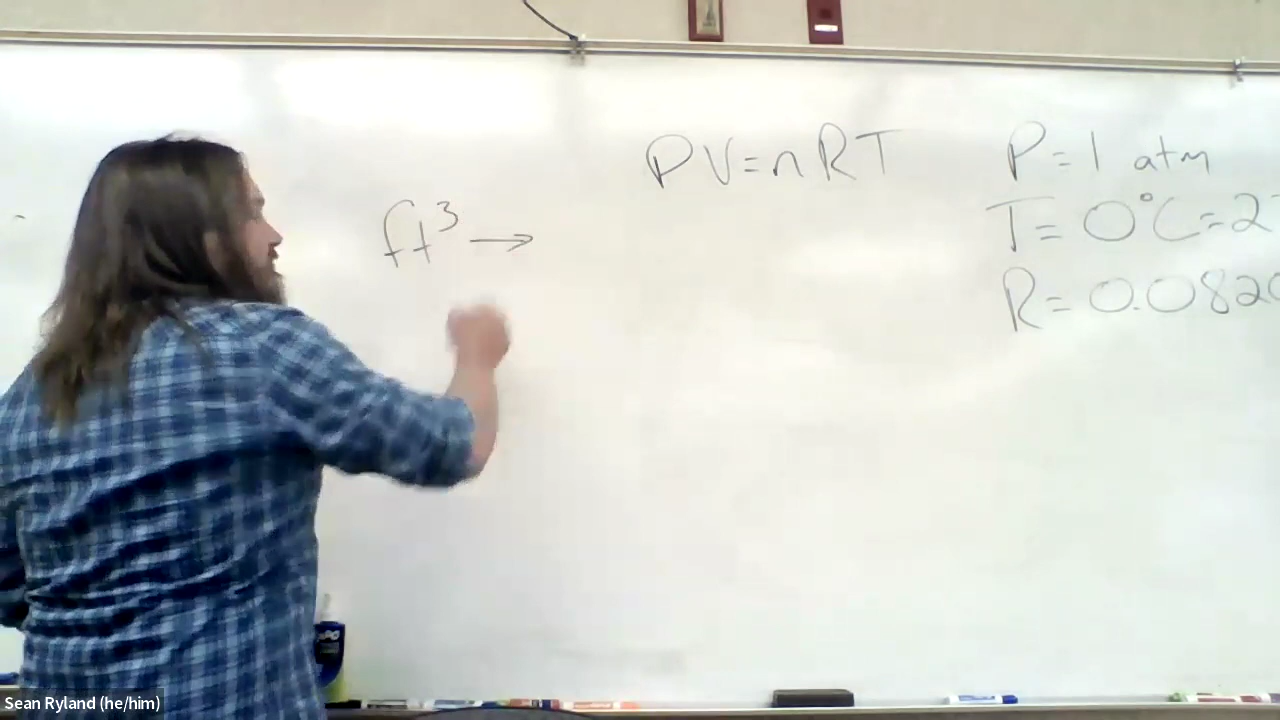 PV=nRT
P=1 atm
ft³→
T=0°C=2
R=0.082
Sean Ryland (he/him)